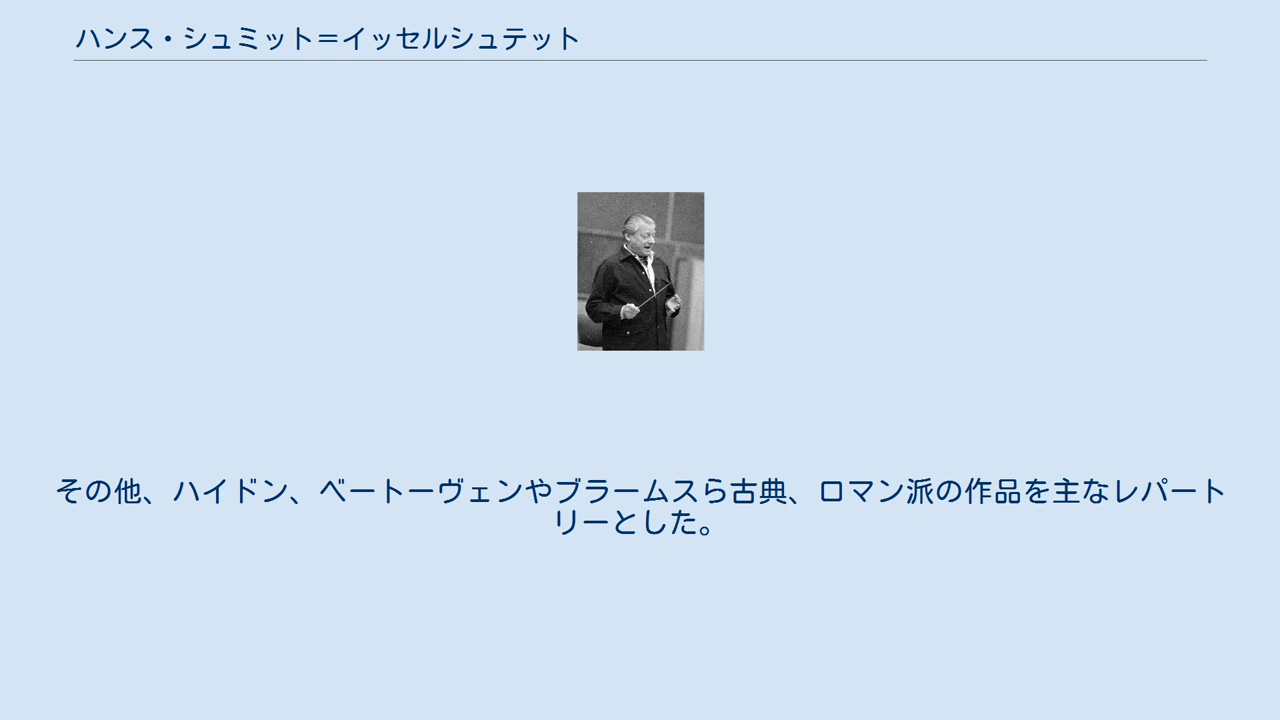 ハンス・シュミット＝イッセルシュテット
その他、ハイドン、ベートーヴェンやブラームスら古典、ロマン派の作品を主なレパート
リーとした。